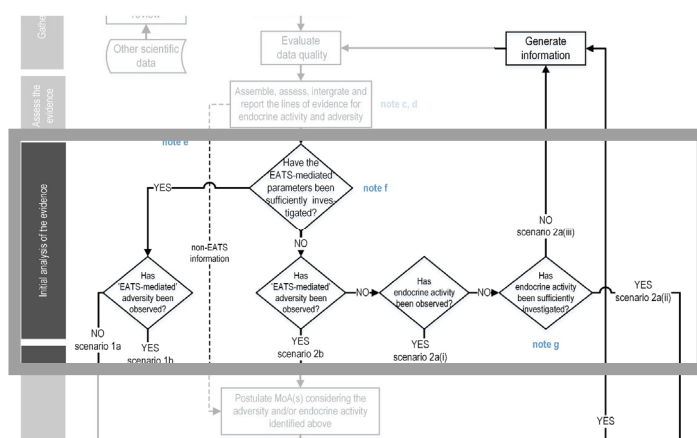 review
Gathe
Other scientific
data
Evaluate
data quality
Generate
information
Assess the
evidence
Assemble, assess, intergrate and
report the lines of evidence for
endocrine activity and adversity
note c, d
note e
Initial analysis of the evidence
Have the
'EATS-mediated
parameters been
sufficiently inves-
tigated?
note f
YES
NO
non-EATS
information
NO
scenario 2a(iii)
Has
'EATS-mediated'
adversity been
observed?
Has
'EATS-mediated'
adversity been
observed?
NO
Has
endocrine activity
been observed?
NO
Has
endocrine activity
been sufficiently
investigated?
YES
scenario 2a(ii)
NO
scenario 1a
YES
scenario 1b
YES
scenario 2b
YES
scenario 2a(i)
note g
Postulate MoA(s) considering the
adversity and/or endocrine activity
identified above
YES